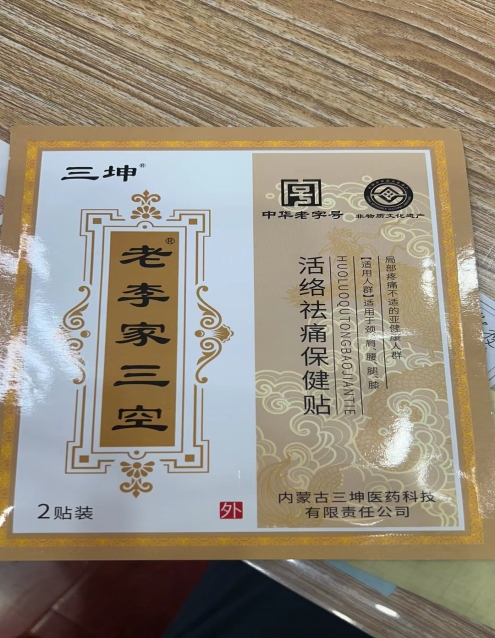 三坤®
老李家三空®
2贴装
外
中华老字号
非物质文化遗产
活络祛痛保健贴
HUOLUOQUTONGBAOJIANTIE
【适用人群】适用于颈、肩、腰、腿、膝
局部疼痛不适的亚健康人群
内蒙古三坤医药科技
有限责任公司